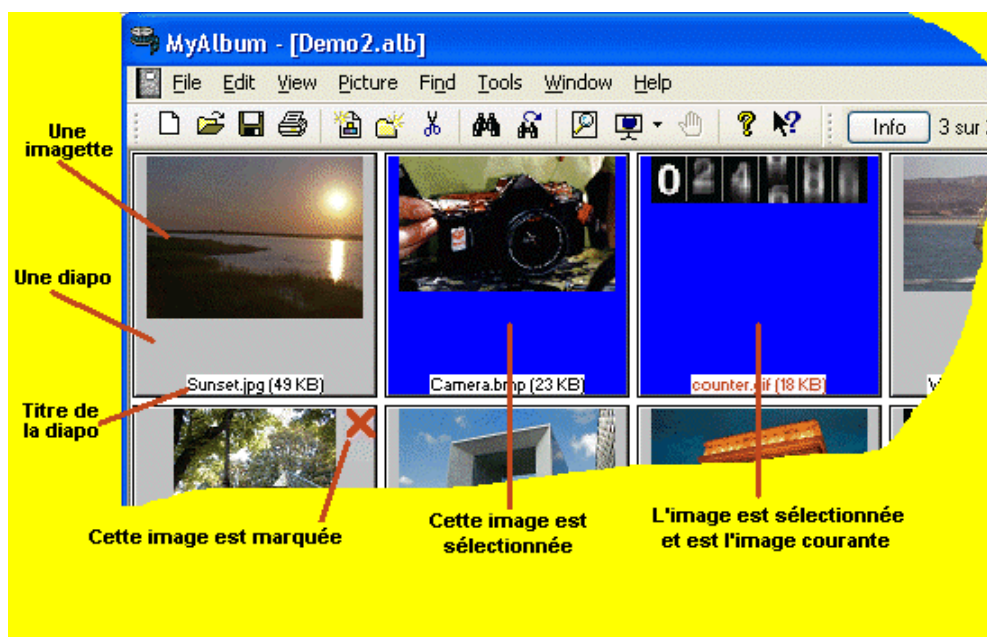 MyAlbum - [Demo2.alb]
File Edit View Picture Find Tools Window Help
Info 3 sur
Une
imagette
Une diapo
Sunset.jpg (49 KB)
Camera.bmp (23 KB)
counter.gif (18 KB)
Titre de
la diapo
Cette image est marquée
Cette image est
sélectionnée
L'image est sélectionnée
et est l'image courante